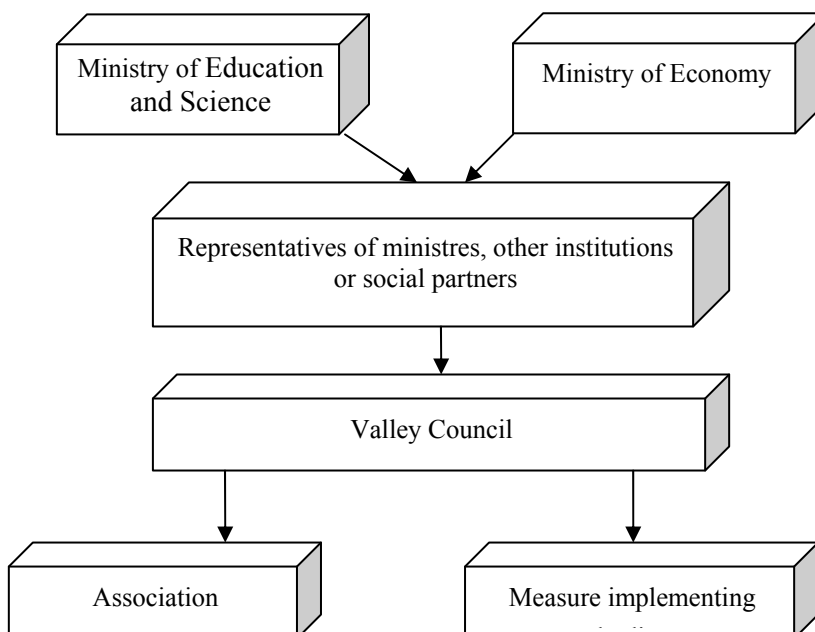 Ministry of Education
and Science
Ministry of Economy
Representatives of ministres, other institutions
or social partners
Valley Council
Association
Measure implementing